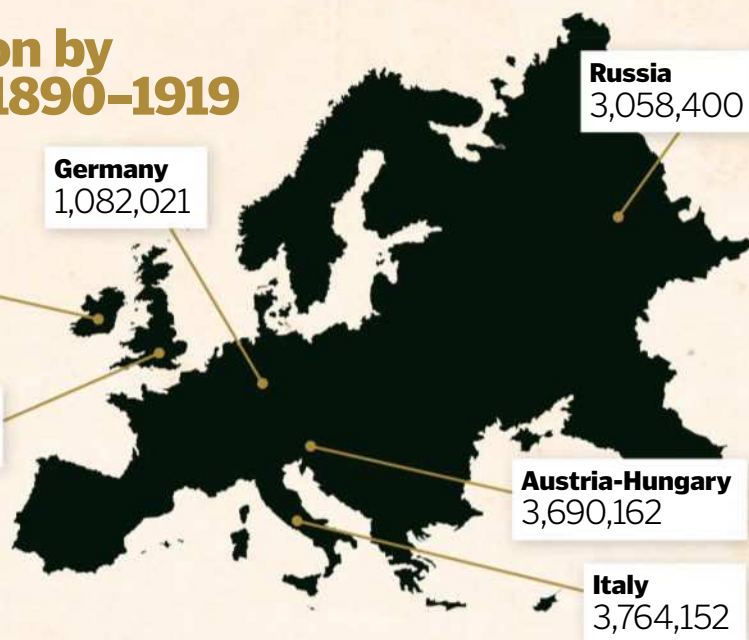 on by
1890–1919
Russia
3,058,400
Germany
1,082,021
Austria-Hungary
3,690,162
Italy
3,764,152